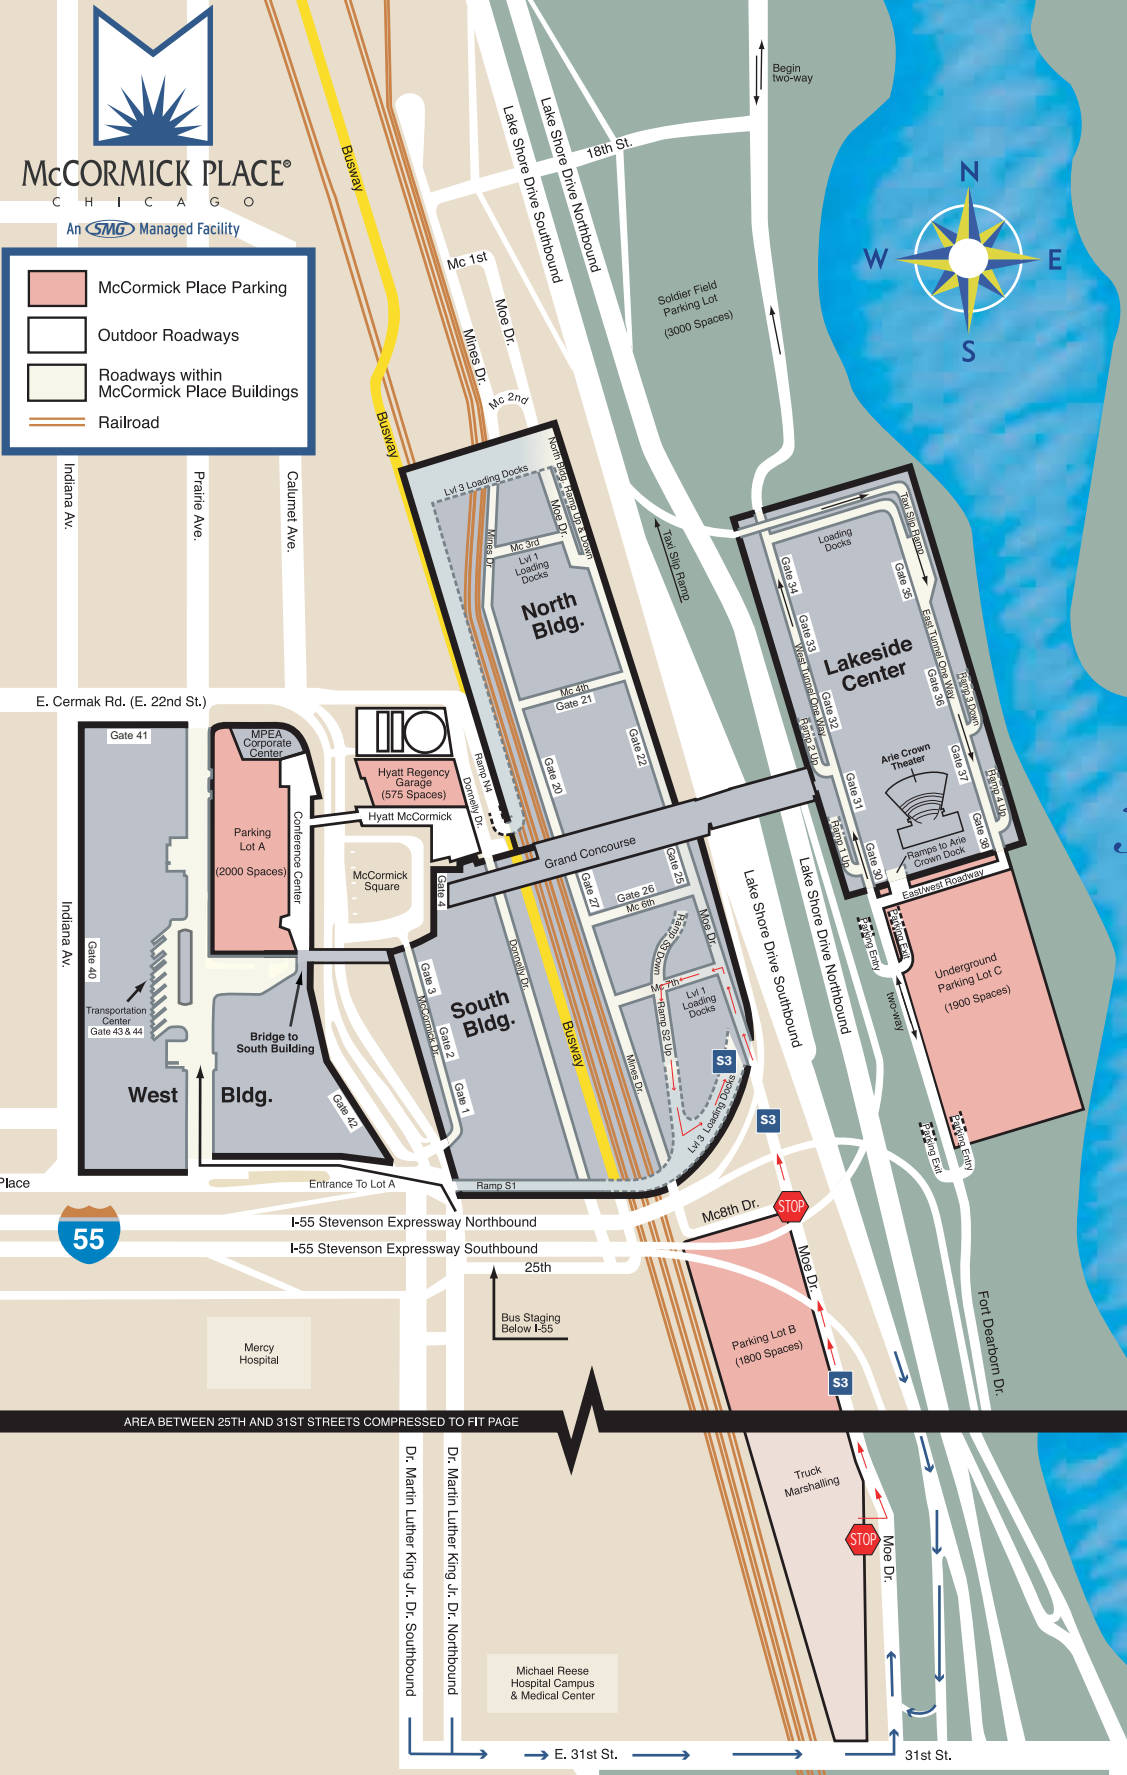 McCORMICK PLACE®
CHICAGO
An SMG Managed Facility
McCormick Place Parking
Outdoor Roadways
Roadways within
McCormick Place Buildings
Railroad
N
W
E
S
Begin
two-way
18th St.
Lake Shore Drive Southbound
Lake Shore Drive Northbound
Busway
Mc 1st
Moe Dr.
Mines Dr.
Mc 2nd
Soldier Field
Parking Lot
(3000 Spaces)
Busway
Indiana Av.
Prairie Ave.
Calumet Ave.
Lvl 3 Loading Docks
North Bldg. Ramp Up & Down
Moe Dr.
Mines Dr
Mc 3rd
Lvl 1
Loading
Docks
North
Bldg.
Taxi Slip Ramp
Loading
Docks
Taxi Slip Ramp
Gate 34
Gate 35
Gate 33
West Tunnel One Way
East Tunnel One Way
Lakeside
Center
Gate 32
Gate 36
Ramp 3 Down
Ramp 2 Up
Gate 37
Arie Crown
Theater
Gate 31
Ramp 4 Up
Ramp 1 Up
Gate 38
Gate 30
Ramps to Arie
Crown Dock
East/west Roadway
E. Cermak Rd. (E. 22nd St.)
Mc 4th
Gate 21
Gate 22
Gate 20
Gate 41
MPEA
Corporate
Center
Parking
Lot A
(2000 Spaces)
Conference Center
Hyatt Regency
Garage
(575 Spaces)
Hyatt McCormick
Ramp N4
Donnelly Dr.
McCormick
Square
Gate 4
Grand Concourse
Gate 25
Gate 26
Gate 27
Mc 6th
Moe Dr.
Ramp S3 Down
Mc 7th
Lvl 1
Loading
Docks
Ramp S2 Up
Lake Shore Drive Southbound
Lake Shore Drive Northbound
Parking Entry
Parking Exit
Underground
Parking Lot C
(1900 Spaces)
two-way
Indiana Av.
Gate 40
Transportation
Center
Gate 43 & 44
Bridge to
South Building
Gate 3
McCormick Dr.
Gate 2
Gate 1
South
Bldg.
Donnelly Dr.
Busway
Mines Dr.
S3
Lvl 3 Loading Docks
S3
West Bldg.
Gate 42
Parking Exit
Parking Entry
Place
Entrance To Lot A
Ramp S1
Mc8th Dr.
STOP
55
I-55 Stevenson Expressway Northbound
I-55 Stevenson Expressway Southbound
25th
Bus Staging
Below I-55
Moe Dr.
Fort Dearborn Dr.
Mercy
Hospital
Parking Lot B
(1800 Spaces)
S3
AREA BETWEEN 25TH AND 31ST STREETS COMPRESSED TO FIT PAGE
Dr. Martin Luther King Jr. Dr. Southbound
Dr. Martin Luther King Jr. Dr. Northbound
Truck
Marshalling
STOP
Moe Dr.
Michael Reese
Hospital Campus
& Medical Center
E. 31st St.
31st St.